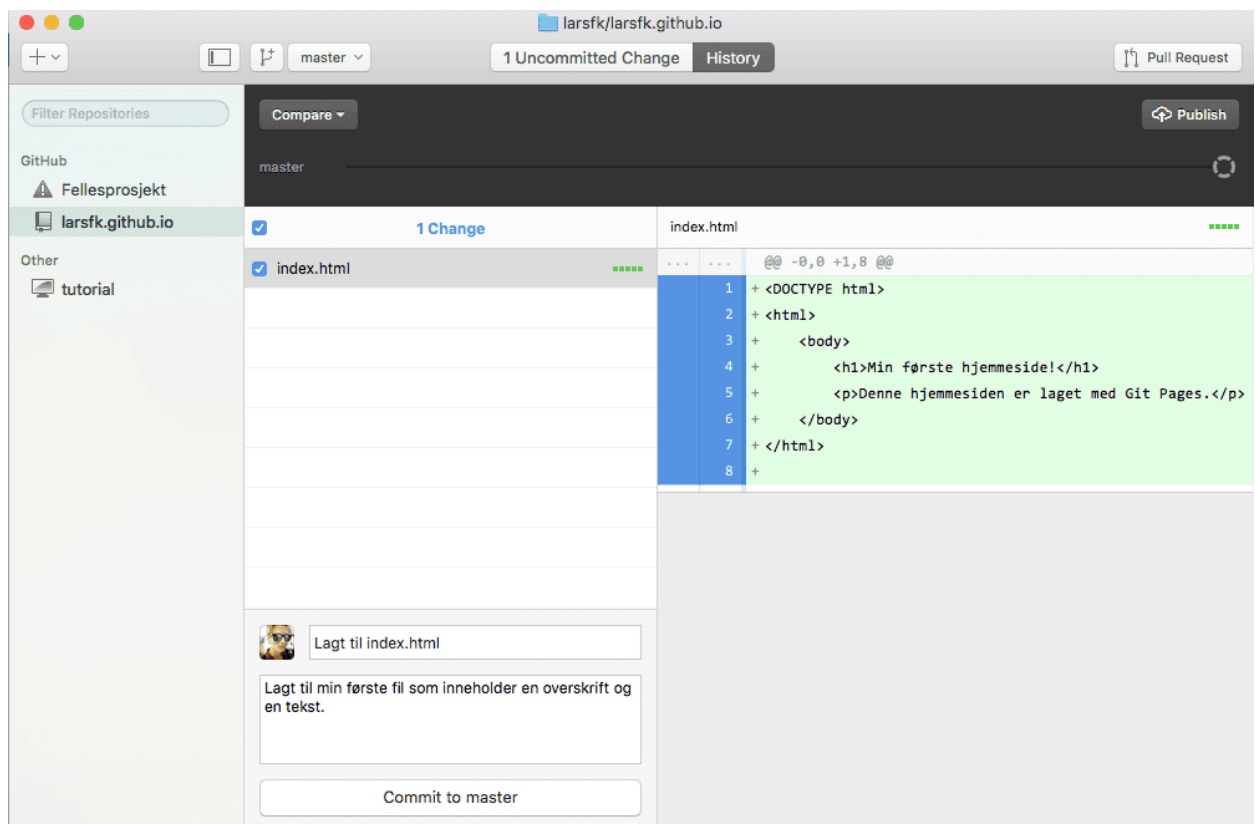 larsfk/larsfk.github.io
master
1 Uncommitted Change
History
Pull Request
Filter Repositories
GitHub
Fellesprosjekt
larsfk.github.io
Other
tutorial
Compare
Publish
master
1 Change
index.html
Lagt til index.html
Lagt til min første fil som inneholder en overskrift og
en tekst.
Commit to master
index.html
... ... @@ -0,0 +1,8 @@
1 + <DOCTYPE html>
2 + <html>
3 +     <body>
4 +         <h1>Min første hjemmeside!</h1>
5 +         <p>Denne hjemmesiden er laget med Git Pages.</p>
6 +     </body>
7 + </html>
8 +